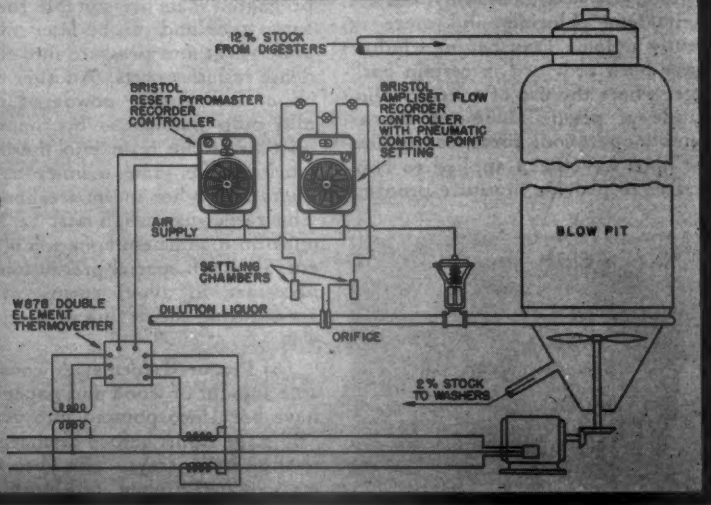 12% STOCK
FROM DIGESTERS
BRISTOL
RESET PYROMASTER
RECORDER
CONTROLLER
BRISTOL
AMPLISET FLOW
RECORDER
CONTROLLER
WITH PNEUMATIC
CONTROL POINT
SETTING
BLOW PIT
AIR
SUPPLY
SETTLING
CHAMBERS
W878 DOUBLE
ELEMENT
THERMOVERTER
DILUTION LIQUOR
ORIFICE
2% STOCK
TO WASHERS